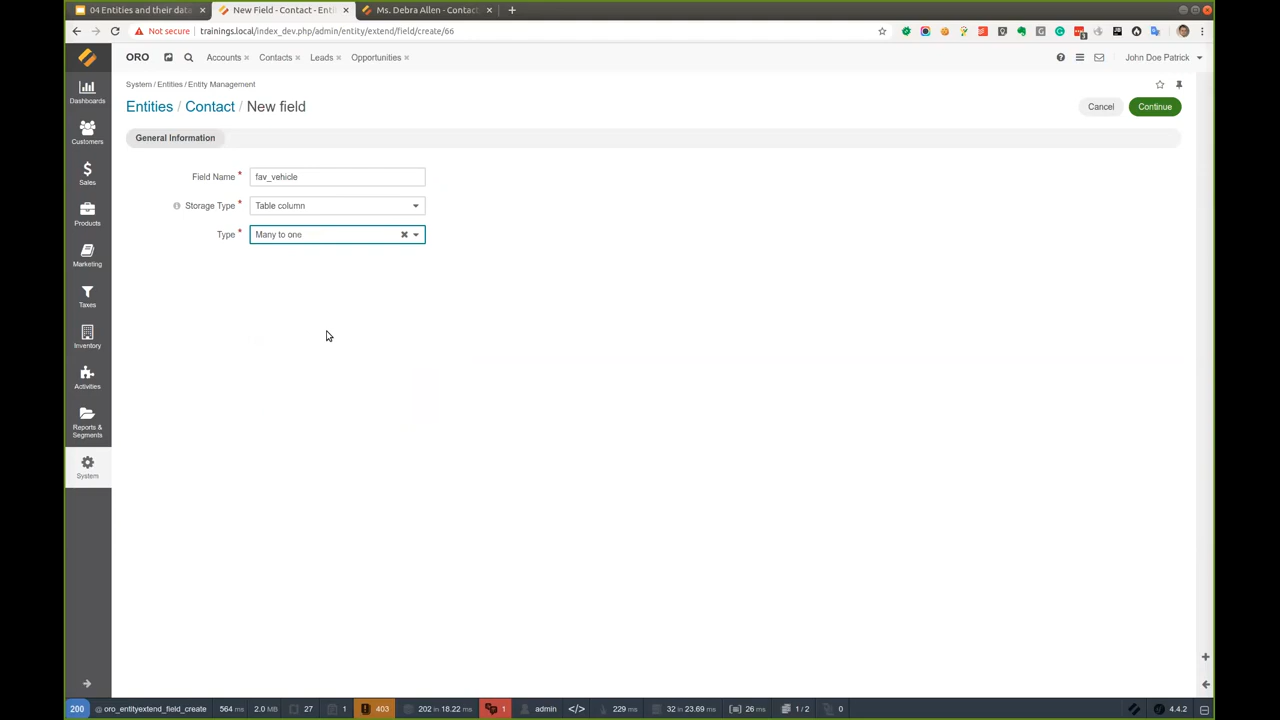 04 Entities and their data
New Field - Contact - Enti
Ms. Debra Allen - Contact
Not secure
trainings.local/index_dev.php/admin/entity/extend/field/create/66
ORO
Accounts
Contacts
Leads
Opportunities
John Doe Patrick
Dashboards
Customers
Sales
Products
Marketing
Taxes
Inventory
Activities
Reports &
Segments
System
System / Entities / Entity Management
Entities / Contact / New field
Cancel
Continue
General Information
Field Name *
fav_vehicle
Storage Type *
Table column
Type *
Many to one
200
@ oro_entityextend_field_create
564 ms
2.0 MB
27
1
403
202 in 18.22 ms
1
admin
</>
229 ms
32 in 23.69 ms
26 ms
1 / 2
0
4.4.2